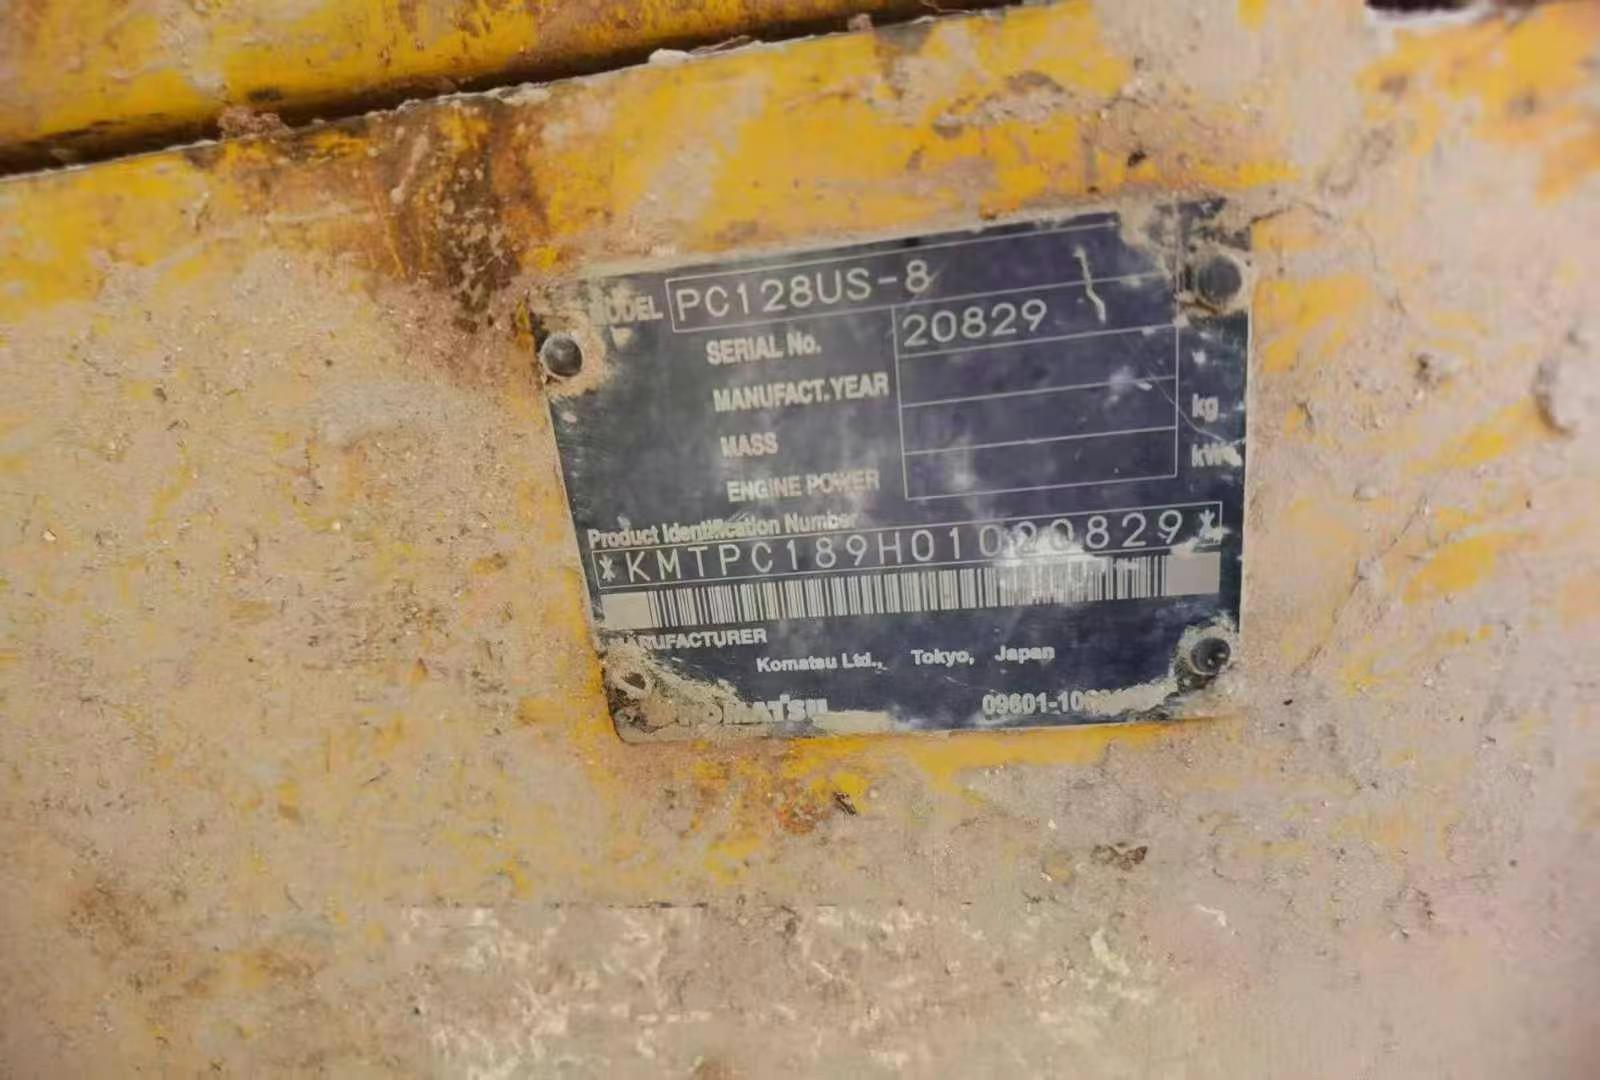 MODEL PC128US-8
SERIAL No. 20829
MANUFACT.YEAR
MASS kg
ENGINE POWER kW
Product Identification Number
*KMTPC189H01020829*
MANUFACTURER
Komatsu Ltd., Tokyo, Japan
KOMATSU